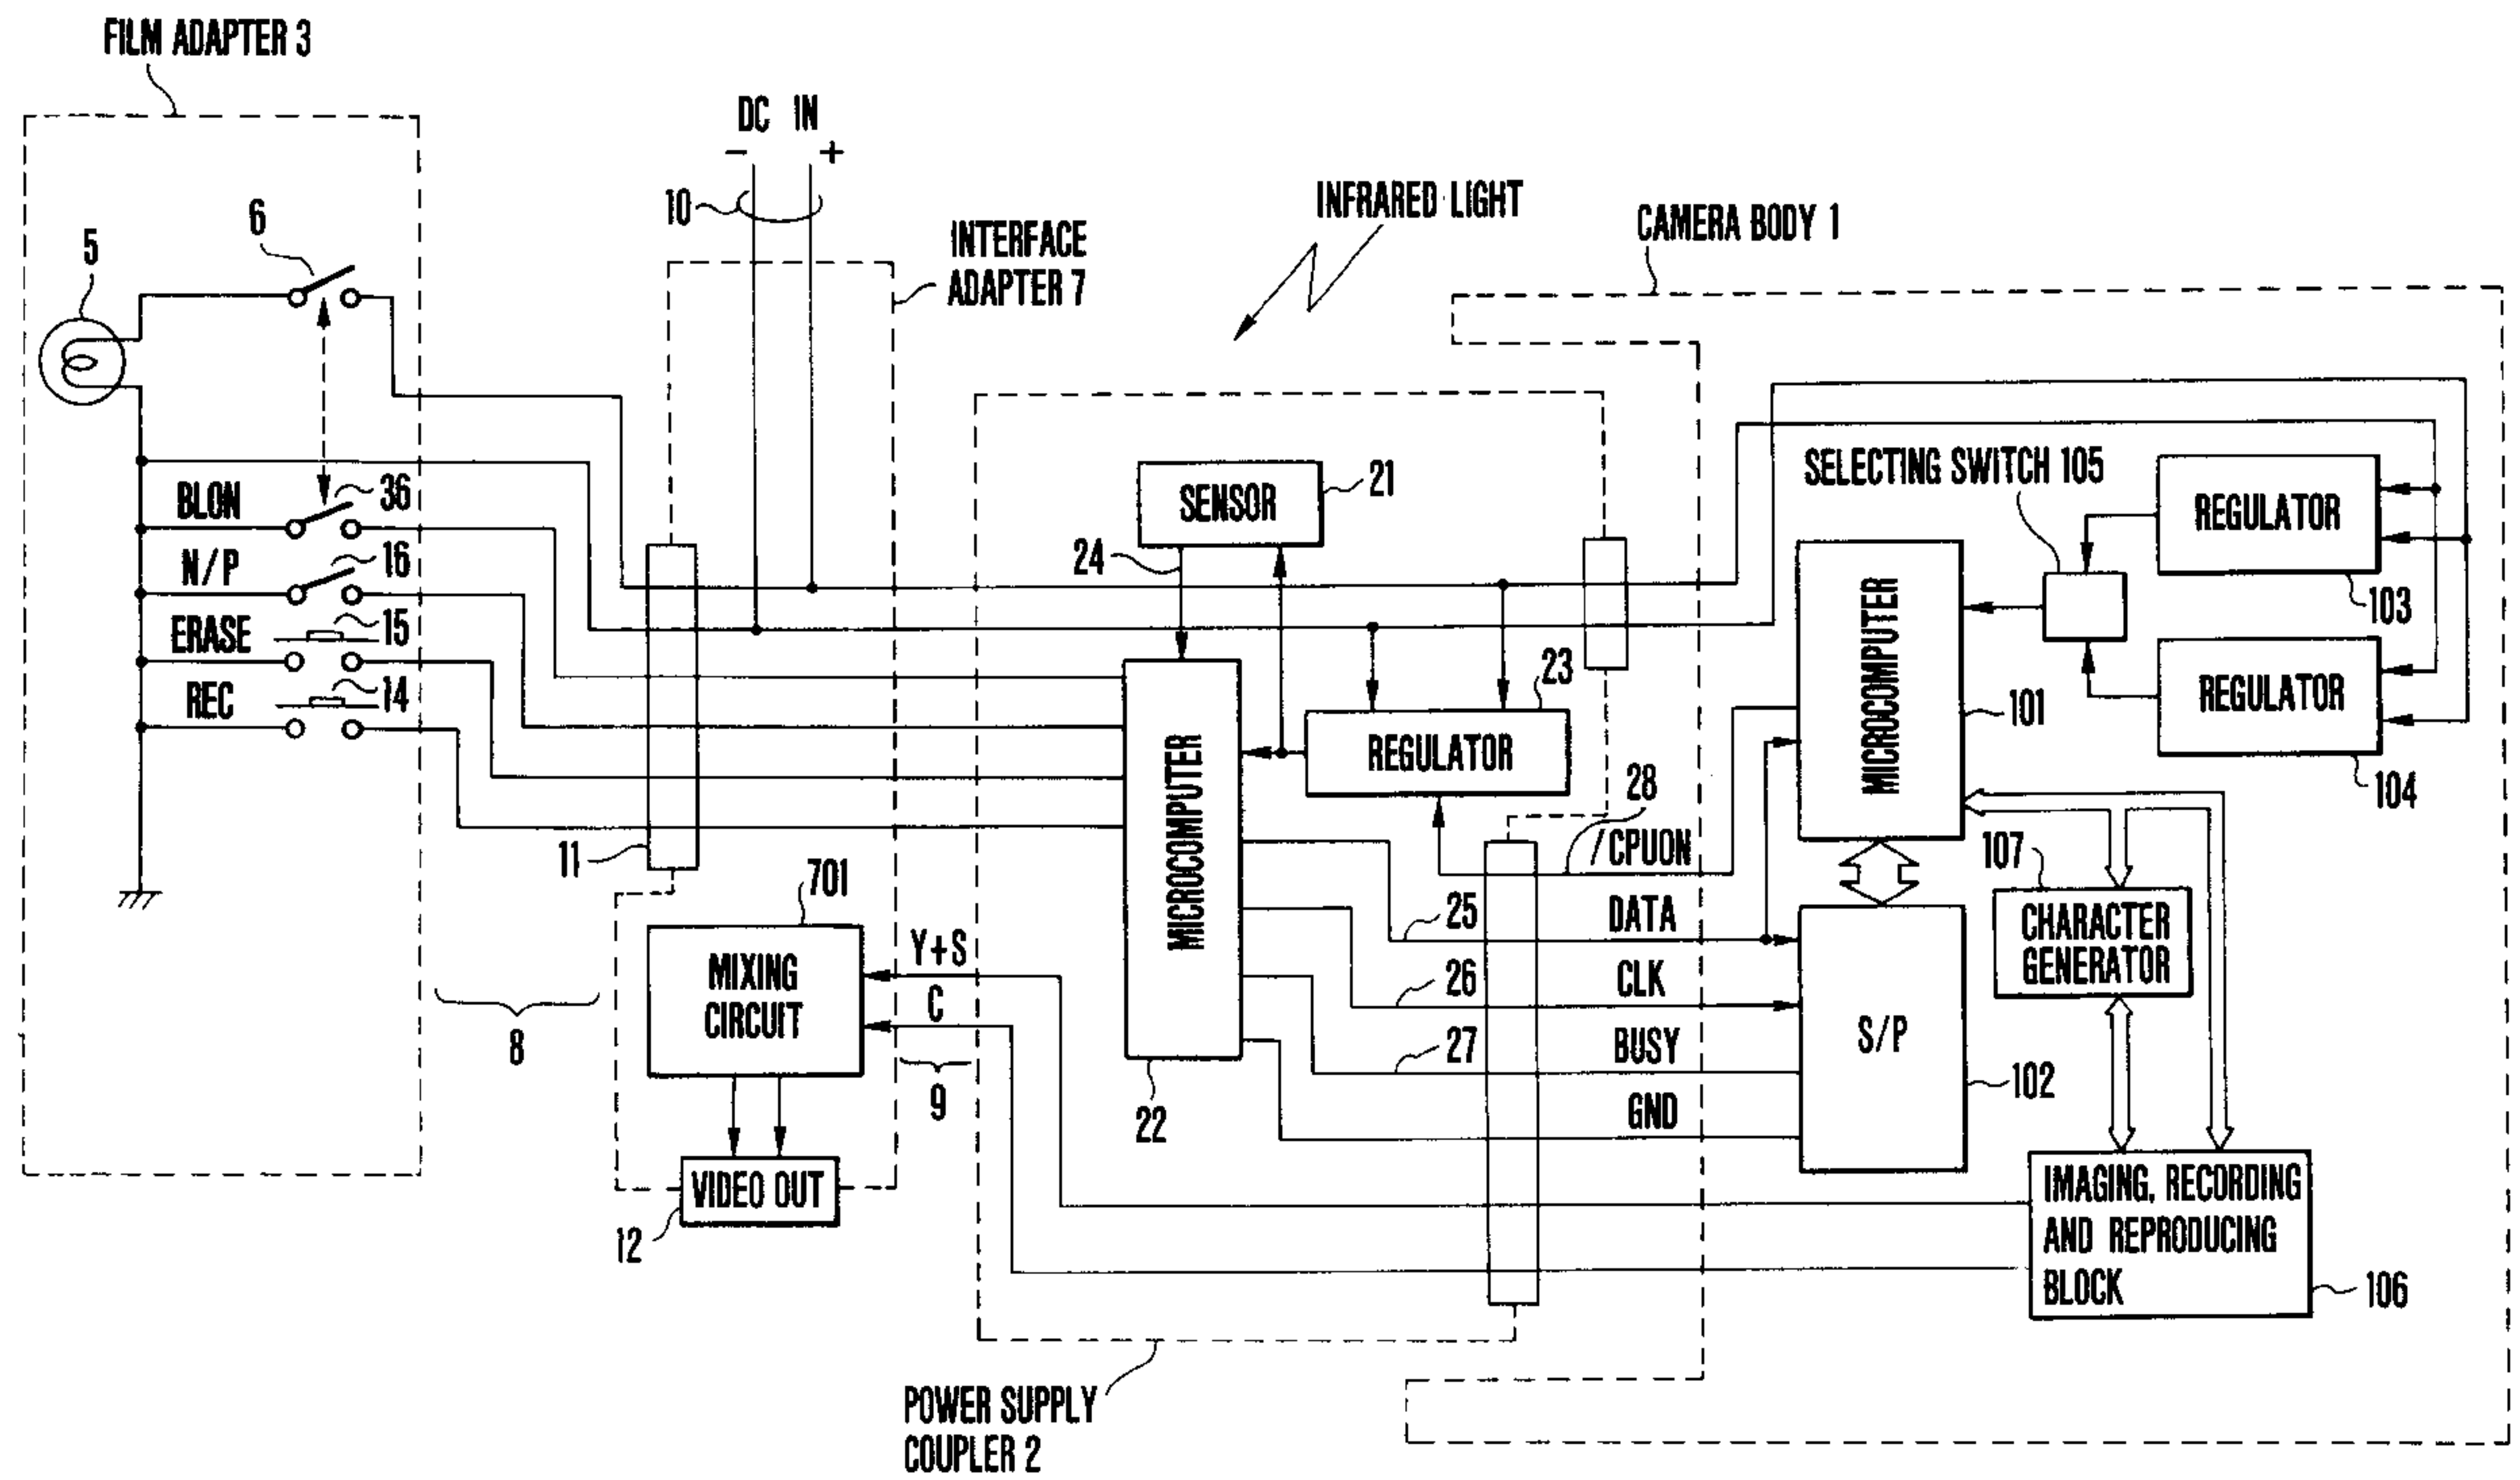 FILM ADAPTER 3
DC IN
- +
10
INTERFACE
ADAPTER 7
INFRARED LIGHT
CAMERA BODY 1
5
6
BLON
36
N/P
16
ERASE
15
REC
14
8
11
701
MIXING
CIRCUIT
VIDEO OUT
12
Y+S
C
9
SENSOR
21
24
MICROCOMPUTER
22
REGULATOR
23
28
/CPUON
25
DATA
26
CLK
27
BUSY
GND
POWER SUPPLY
COUPLER 2
SELECTING SWITCH 105
REGULATOR
103
REGULATOR
104
MICROCOMPUTER
101
107
CHARACTER
GENERATOR
S/P
102
IMAGING, RECORDING
AND REPRODUCING
BLOCK
106